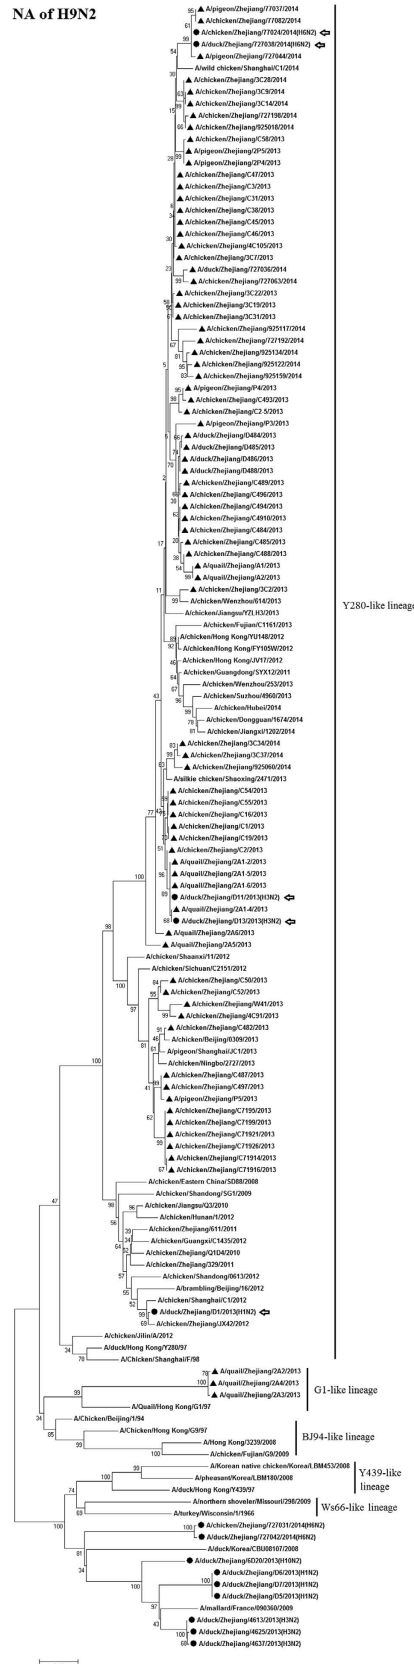 NA of H9N2
A/pigeon/Zhejiang/77037/2014
A/chicken/Zhejiang/77082/2014
A/chicken/Zhejiang/77024/2014(H6N2)
A/duck/Zhejiang/727038/2014(H6N2)
A/pigeon/Zhejiang/727044/2014
A/wild chicken/Shanghai/C1/2014
A/chicken/Zhejiang/3C28/2014
A/chicken/Zhejiang/3C9/2014
A/chicken/Zhejiang/3C14/2014
A/chicken/Zhejiang/727198/2014
A/chicken/Zhejiang/925018/2014
A/chicken/Zhejiang/C58/2013
A/pigeon/Zhejiang/2P5/2013
A/pigeon/Zhejiang/2P4/2013
A/chicken/Zhejiang/C47/2013
A/chicken/Zhejiang/C3/2013
A/chicken/Zhejiang/C31/2013
A/chicken/Zhejiang/C38/2013
A/chicken/Zhejiang/C45/2013
A/chicken/Zhejiang/C46/2013
A/chicken/Zhejiang/4C105/2013
A/chicken/Zhejiang/3C7/2013
A/duck/Zhejiang/727036/2014
A/chicken/Zhejiang/727063/2014
A/chicken/Zhejiang/3C22/2013
A/chicken/Zhejiang/3C19/2013
A/chicken/Zhejiang/3C31/2013
A/chicken/Zhejiang/925117/2014
A/chicken/Zhejiang/727192/2014
A/chicken/Zhejiang/925134/2014
A/chicken/Zhejiang/925122/2014
A/chicken/Zhejiang/925159/2014
A/pigeon/Zhejiang/P4/2013
A/chicken/Zhejiang/C493/2013
A/chicken/Zhejiang/C2-5/2013
A/pigeon/Zhejiang/P3/2013
A/duck/Zhejiang/D484/2013
A/duck/Zhejiang/D485/2013
A/duck/Zhejiang/D486/2013
A/duck/Zhejiang/D488/2013
A/chicken/Zhejiang/C489/2013
A/chicken/Zhejiang/C496/2013
A/chicken/Zhejiang/C494/2013
A/chicken/Zhejiang/C4910/2013
A/chicken/Zhejiang/C484/2013
A/chicken/Zhejiang/C485/2013
A/chicken/Zhejiang/C488/2013
A/quail/Zhejiang/A1/2013
A/quail/Zhejiang/A2/2013
A/chicken/Zhejiang/3C2/2013
A/chicken/Wenzhou/614/2013
A/chicken/Jiangsu/YZLH3/2013
Y280-like lineage
A/chicken/Fujian/C1161/2013
A/chicken/Hong Kong/YU148/2012
A/chicken/Hong Kong/FY105W/2012
A/chicken/Hong Kong/JV17/2012
A/chicken/Guangdong/SYX12/2011
A/chicken/Wenzhou/253/2013
A/chicken/Suzhou/4960/2013
A/chicken/Hubei/2014
A/chicken/Dongguan/1674/2014
A/chicken/Jiangxi/1202/2014
A/chicken/Zhejiang/3C34/2014
A/chicken/Zhejiang/3C37/2014
A/chicken/Zhejiang/925060/2014
A/silkie chicken/Shaoxing/2471/2013
A/chicken/Zhejiang/C54/2013
A/chicken/Zhejiang/C55/2013
A/chicken/Zhejiang/C16/2013
A/chicken/Zhejiang/C1/2013
A/chicken/Zhejiang/C19/2013
A/chicken/Zhejiang/C2/2013
A/quail/Zhejiang/2A1-2/2013
A/quail/Zhejiang/2A1-5/2013
A/quail/Zhejiang/2A1-6/2013
A/duck/Zhejiang/D11/2013(H3N2)
A/quail/Zhejiang/2A1-4/2013
A/duck/Zhejiang/D13/2013(H3N2)
A/quail/Zhejiang/2A6/2013
A/quail/Zhejiang/2A5/2013
A/chicken/Shaanxi/11/2012
A/chicken/Sichuan/C2151/2012
A/chicken/Zhejiang/C50/2013
A/chicken/Zhejiang/C52/2013
A/chicken/Zhejiang/W41/2013
A/chicken/Zhejiang/4C91/2013
A/chicken/Zhejiang/C482/2013
A/chicken/Beijing/0309/2013
A/pigeon/Shanghai/JC1/2013
A/chicken/Ningbo/2727/2013
A/chicken/Zhejiang/C487/2013
A/chicken/Zhejiang/C497/2013
A/pigeon/Zhejiang/P5/2013
A/chicken/Zhejiang/C7195/2013
A/chicken/Zhejiang/C7199/2013
A/chicken/Zhejiang/C71921/2013
A/chicken/Zhejiang/C71926/2013
A/chicken/Zhejiang/C71914/2013
A/chicken/Zhejiang/C71916/2013
A/chicken/Eastern China/SD88/2008
A/chicken/Shandong/SG1/2009
A/chicken/Jiangsu/Q3/2010
A/chicken/Hunan/1/2012
A/chicken/Zhejiang/611/2011
A/chicken/Guangxi/C1435/2012
A/chicken/Zhejiang/Q1D4/2010
A/chicken/Zhejiang/329/2011
A/chicken/Shandong/0613/2012
A/brambling/Beijing/16/2012
A/chicken/Shanghai/C1/2012
A/duck/Zhejiang/D1/2013(H1N2)
A/chicken/Zhejiang/JX42/2012
A/chicken/Jilin/A/2012
A/duck/Hong Kong/Y280/97
A/Chicken/Shanghai/F/98
A/quail/Zhejiang/2A2/2013
A/quail/Zhejiang/2A4/2013
A/quail/Zhejiang/2A3/2013
G1-like lineage
A/Quail/Hong Kong/G1/97
A/Chicken/Beijing/1/94
A/Chicken/Hong Kong/G9/97
A/Hong Kong/3239/2008
A/chicken/Fujian/G9/2009
BJ94-like lineage
A/Korean native chicken/Korea/LBM453/2008
A/pheasant/Korea/LBM180/2008
A/duck/Hong Kong/Y439/97
Y439-like
lineage
A/northern shoveler/Missouri/298/2009
A/turkey/Wisconsin/1/1966
Ws66-like lineage
A/chicken/Zhejiang/727031/2014(H6N2)
A/duck/Zhejiang/727042/2014(H6N2)
A/duck/Korea/CBU08107/2008
A/duck/Zhejiang/6D20/2013(H10N2)
A/duck/Zhejiang/D6/2013(H1N2)
A/duck/Zhejiang/D7/2013(H1N2)
A/duck/Zhejiang/D5/2013(H1N2)
A/mallard/France/090360/2009
A/duck/Zhejiang/4613/2013(H3N2)
A/duck/Zhejiang/4625/2013(H3N2)
A/duck/Zhejiang/4637/2013(H3N2)